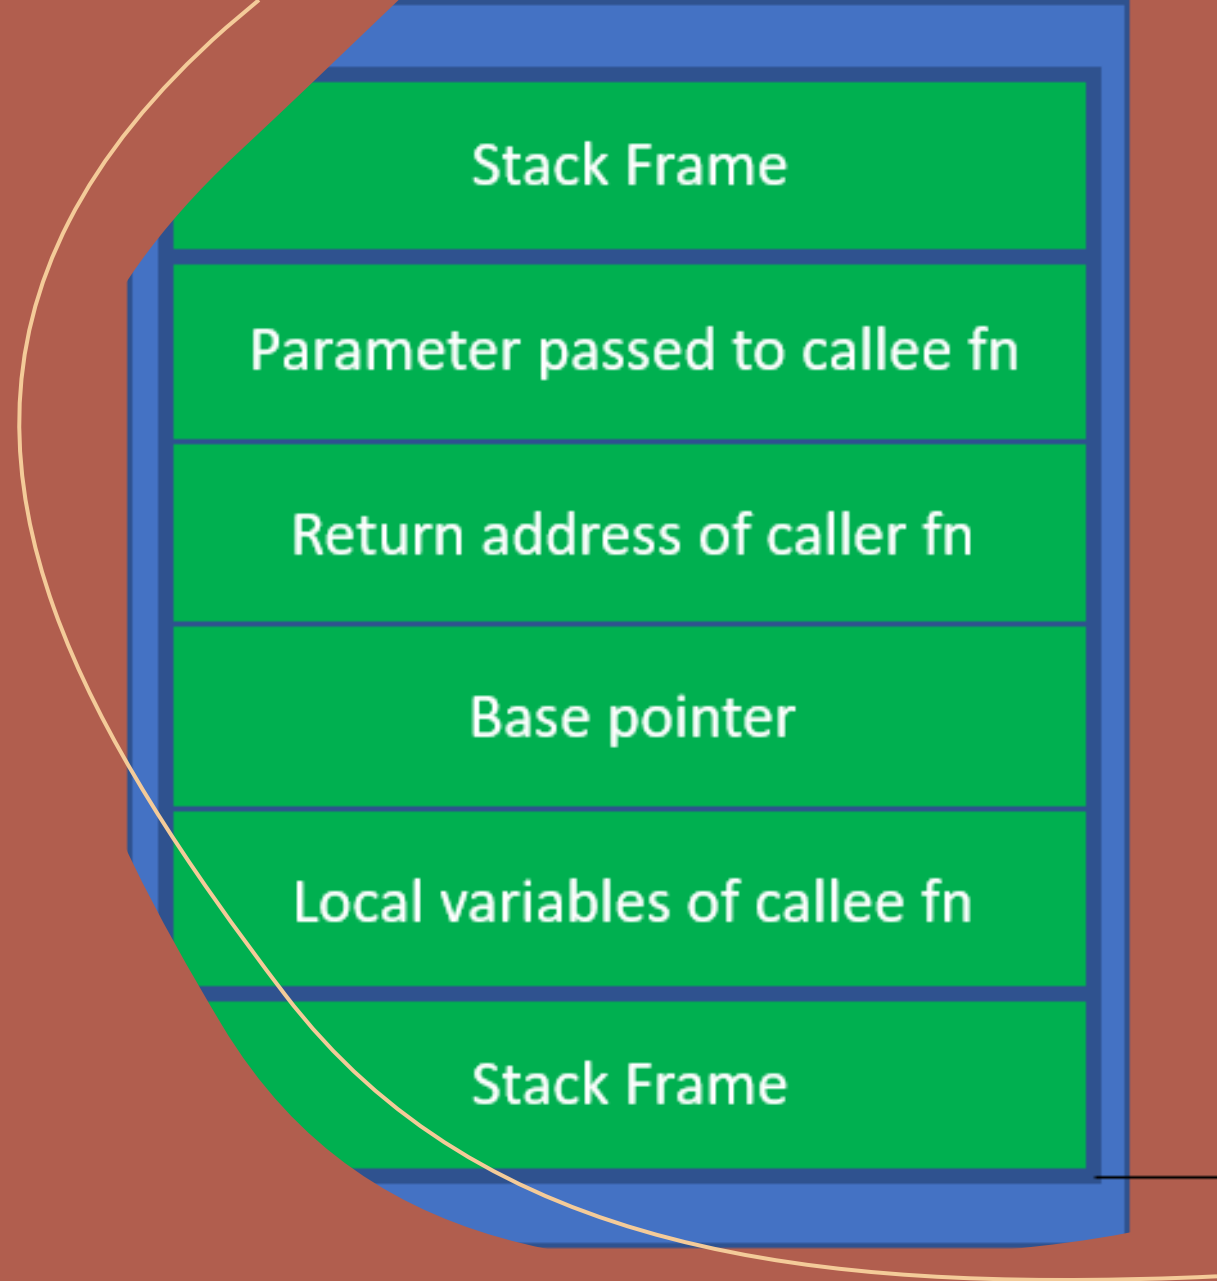 Stack Frame
Parameter passed to callee fn
Return address of caller fn
Base pointer
Local variables of callee fn
Stack Frame